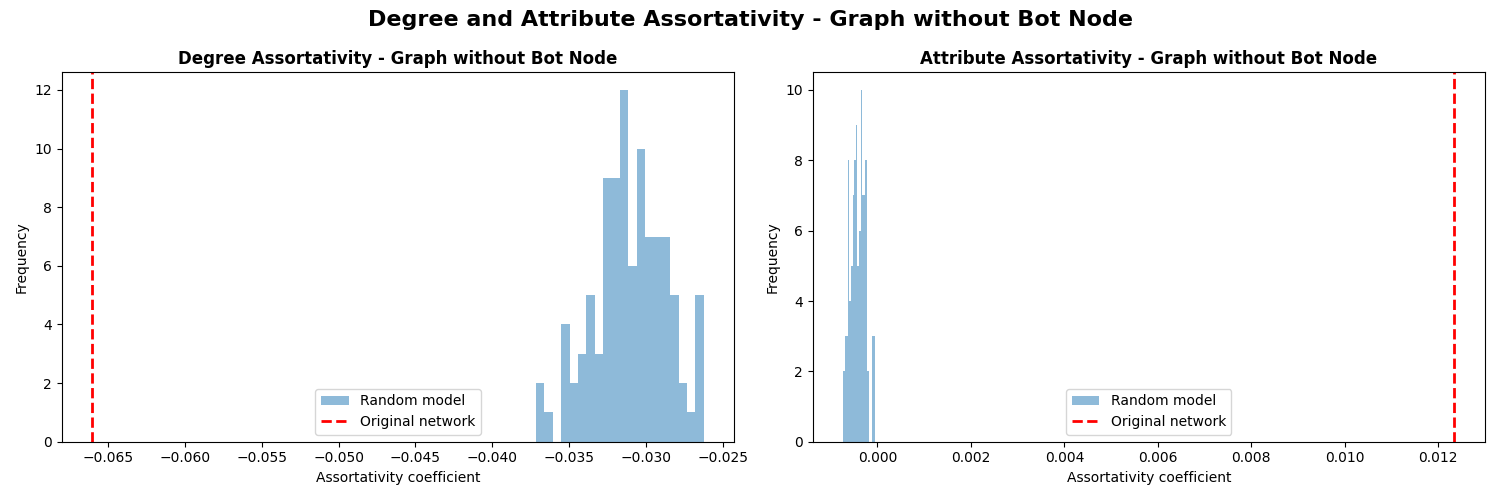 Degree and Attribute Assortativity - Graph without Bot Node
Degree Assortativity - Graph without Bot Node
12
10
8
6
4
2
0
Frequency
Random model
Original network
−0.065 −0.060 −0.055 −0.050 −0.045 −0.040 −0.035 −0.030 −0.025
Assortativity coefficient
Attribute Assortativity - Graph without Bot Node
10
8
6
4
2
0
Frequency
Random model
Original network
0.000 0.002 0.004 0.006 0.008 0.010 0.012
Assortativity coefficient